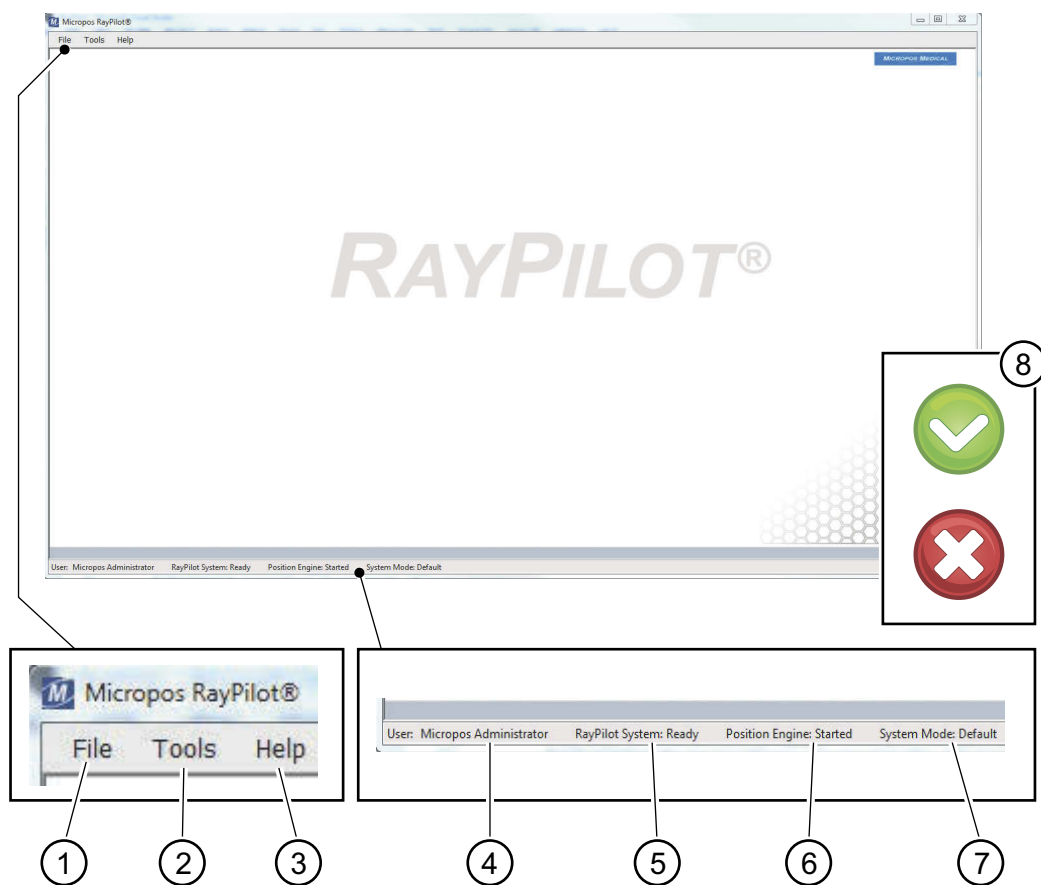 Micropos RayPilot®
File Tools Help
MICROPOS MEDICAL
RAYPILOT®
8
User: Micropos Administrator RayPilot System: Ready Position Engine: Started System Mode: Default
Micropos RayPilot®
File Tools Help
User: Micropos Administrator RayPilot System: Ready Position Engine: Started System Mode: Default
1 2 3 4 5 6 7